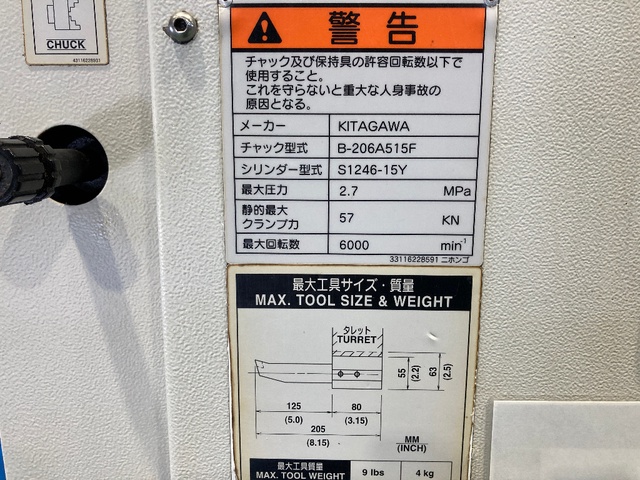 CHUCK
43116228901
警告
チャック及び保持具の許容回転数以下で
使用すること。
これを守らないと重大な人身事故の
原因となる。
メーカー KITAGAWA
チャック型式 B-206A515F
シリンダー型式 S1246-15Y
最大圧力 2.7 MPa
静的最大
クランプ力 57 KN
最大回転数 6000 min-1
33116228591 ニホンゴ
最大工具サイズ・質量
MAX. TOOL SIZE & WEIGHT
タレット
TURRET
55
(2.2)
63
(2.5)
125 80
(5.0) (3.15)
205
(8.15)
MM
(INCH)
最大工具質量
MAX. TOOL WEIGHT 9 lbs 4 kg